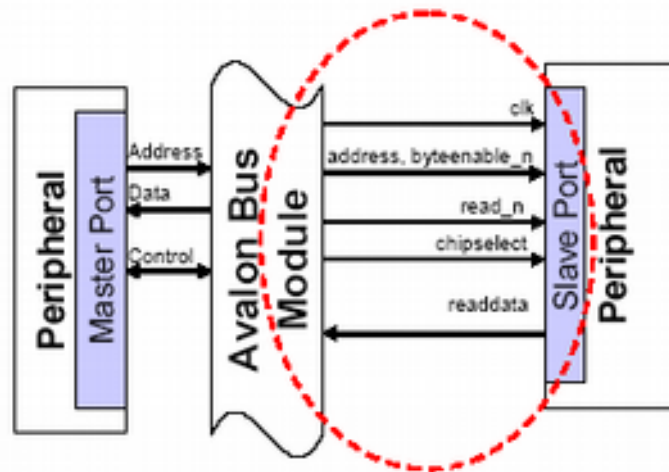 Peripheral
Master Port
Address
Data
Control
Avalon Bus
Module
clk
address, byteenable_n
read_n
chipselect
readdata
Slave Port
Peripheral